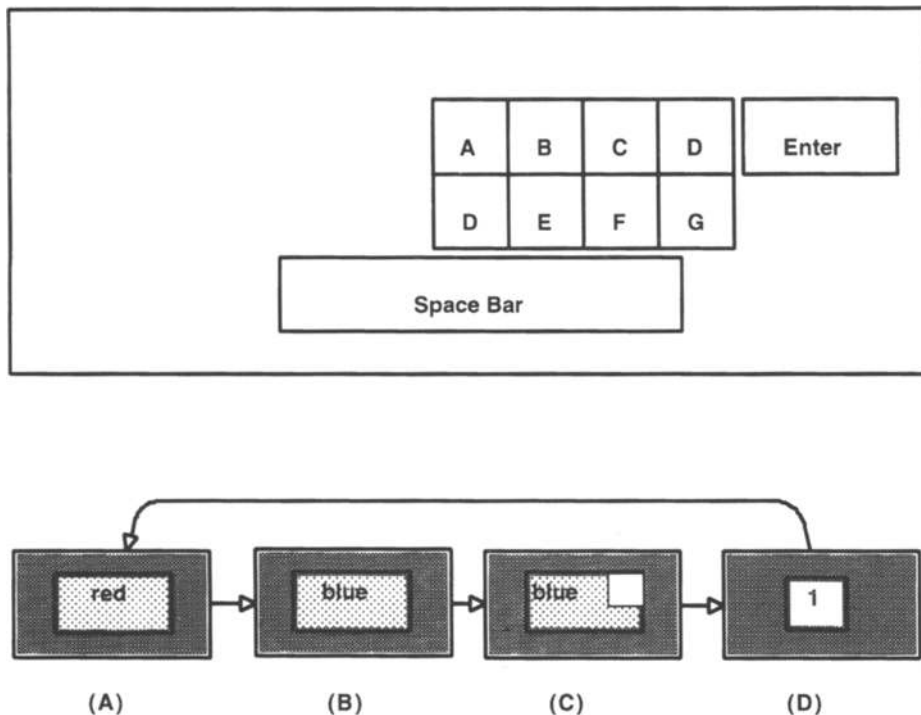 A B C D Enter
D E F G
Space Bar
red blue blue 1
(A) (B) (C) (D)